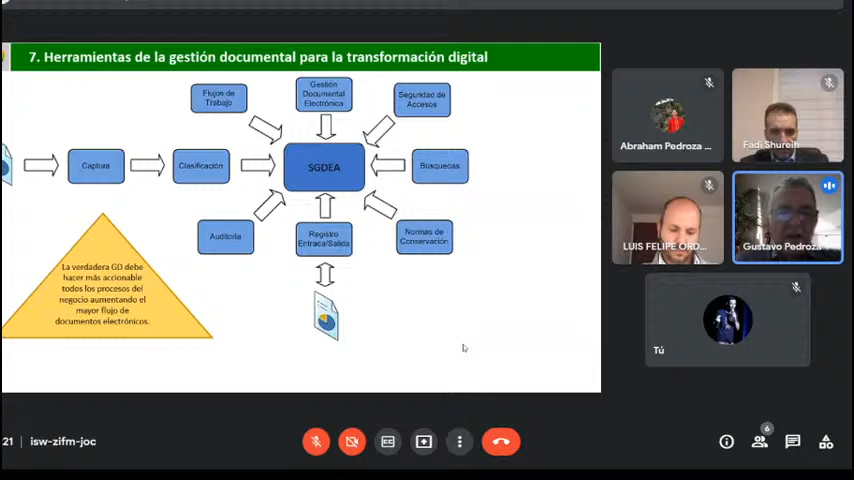 7. Herramientas de la gestión documental para la transformación digital
Flujos de
Trabajo
Gestión
Documental
Electrónica
Seguridad de
Accesos
Captura
Clasificación
SGDEA
Búsquedas
Auditoría
Registro
Entraca/Salida
Normas de
Conservación
La verdadera GD debe
hacer más accionable
todos los procesos del
negocio aumentando el
mayor flujo de
documentos electrónicos.
Abraham Pedroza ...
Fadi Shureih
LUIS FELIPE ORD...
Gustavo Pedroza
Tú
21 | isw-zifm-joc
6